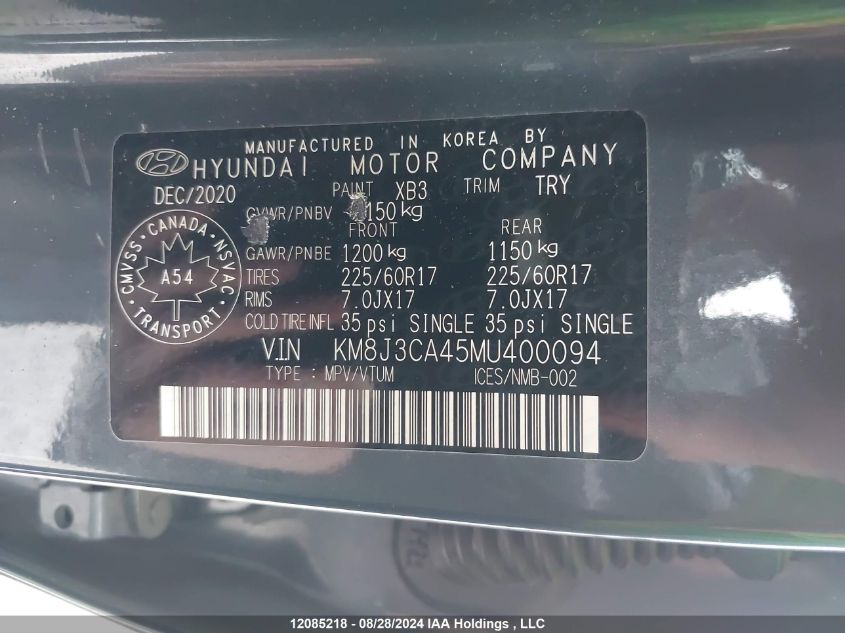 MANUFACTURED IN KOREA BY
HYUNDAI MOTOR COMPANY
DEC/2020 PAINT XB3 TRIM TRY
GVWR/PNBV 150 kg
FRONT REAR
GAWR/PNBE 1200 kg 1150 kg
TIRES 225/60R17 225/60R17
RIMS 7.0JX17 7.0JX17
COLD TIRE INFL 35 psi SINGLE 35 psi SINGLE
V.I.N KM8J3CA45MU400094
TYPE : MPV/VTUM ICES/NMB-002
CMVSS · CANADA · NSVAC
A54
TRANSPORT
12085218 - 08/28/2024 IAA Holdings , LLC